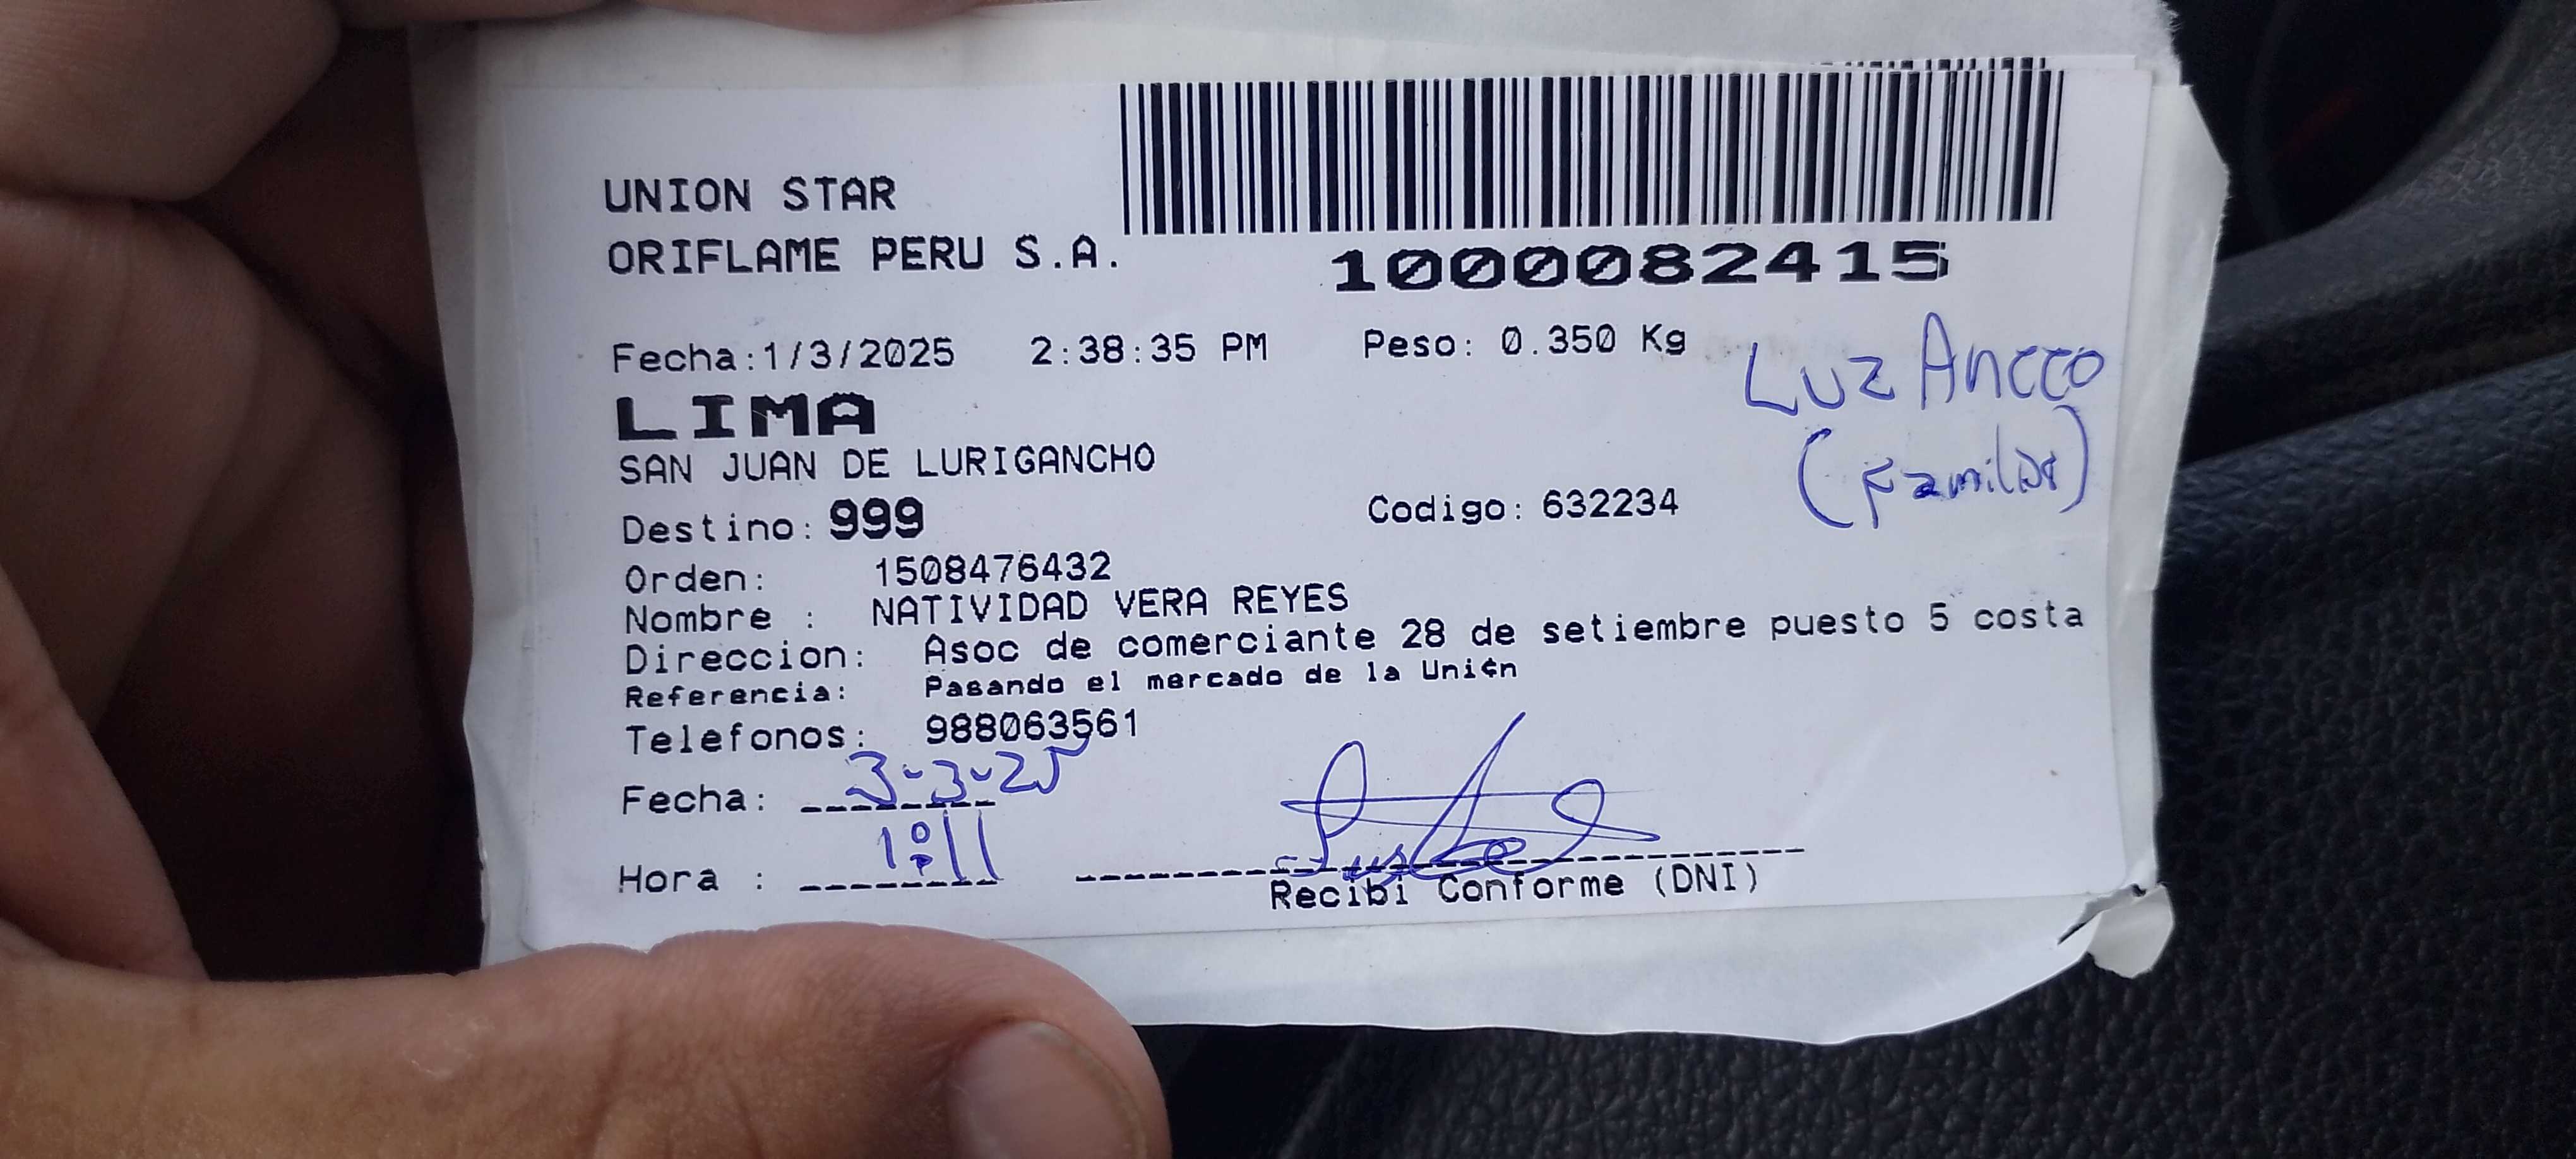 UNION STAR
ORIFLAME PERU S.A.
1000082415
Fecha:1/3/2025 2:38:35 PM Peso: 0.350 Kg
Luz Ancco
(Familiar)
LIMA
SAN JUAN DE LURIGANCHO
Destino: 999 Codigo: 632234
Orden: 1508476432
Nombre : NATIVIDAD VERA REYES
Direccion: Asoc de comerciante 28 de setiembre puesto 5 costa
Referencia: Pasando el mercado de la Uni¢n
Telefonos: 988063561
Fecha: 3-3-25
Hora : 1:11
Recibi Conforme (DNI)